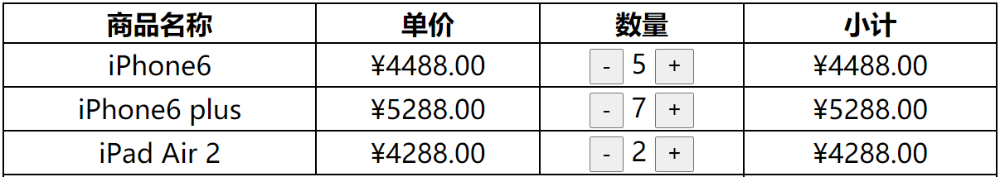 商品名称 单价 数量 小计
iPhone6 ¥4488.00 - 5 + ¥4488.00
iPhone6 plus ¥5288.00 - 7 + ¥5288.00
iPad Air 2 ¥4288.00 - 2 + ¥4288.00